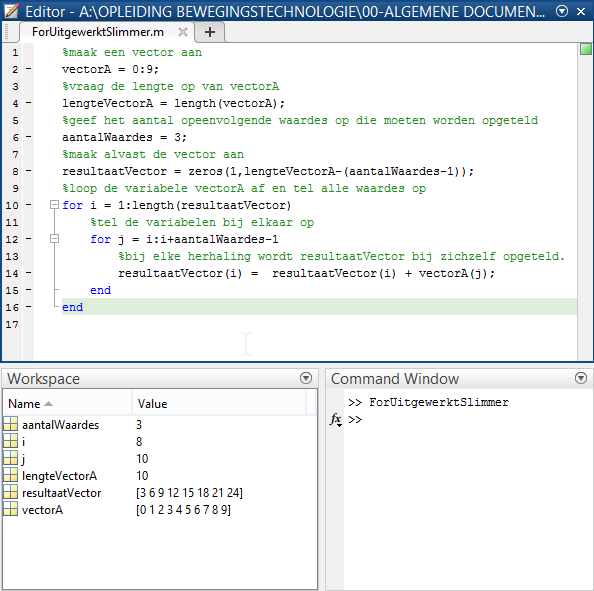 Editor - A:\OPLEIDING BEWEGINGSTECHNOLOGIE\00-ALGEMENE DOCUMEN...
ForUitgewerktSlimmer.m
1 %maak een vector aan
2 - vectorA = 0:9;
3 %vraag de lengte op van vectorA
4 - lengteVectorA = length(vectorA);
5 %geef het aantal opeenvolgende waardes op die moeten worden opgeteld
6 - aantalWaardes = 3;
7 %maak alvast de vector aan
8 - resultaatVector = zeros(1,lengteVectorA-(aantalWaardes-1));
9 %loop de variabele vectorA af en tel alle waardes op
10 - for i = 1:length(resultaatVector)
11 %tel de variabelen bij elkaar op
12 - for j = i:i+aantalWaardes-1
13 %bij elke herhaling wordt resultaatVector bij zichzelf opgeteld.
14 - resultaatVector(i) =  resultaatVector(i) + vectorA(j);
15 - end
16 - end
17
Workspace
Name Value
aantalWaardes 3
i 8
j 10
lengteVectorA 10
resultaatVector [3 6 9 12 15 18 21 24]
vectorA [0 1 2 3 4 5 6 7 8 9]
Command Window
>> ForUitgewerktSlimmer
fx >>